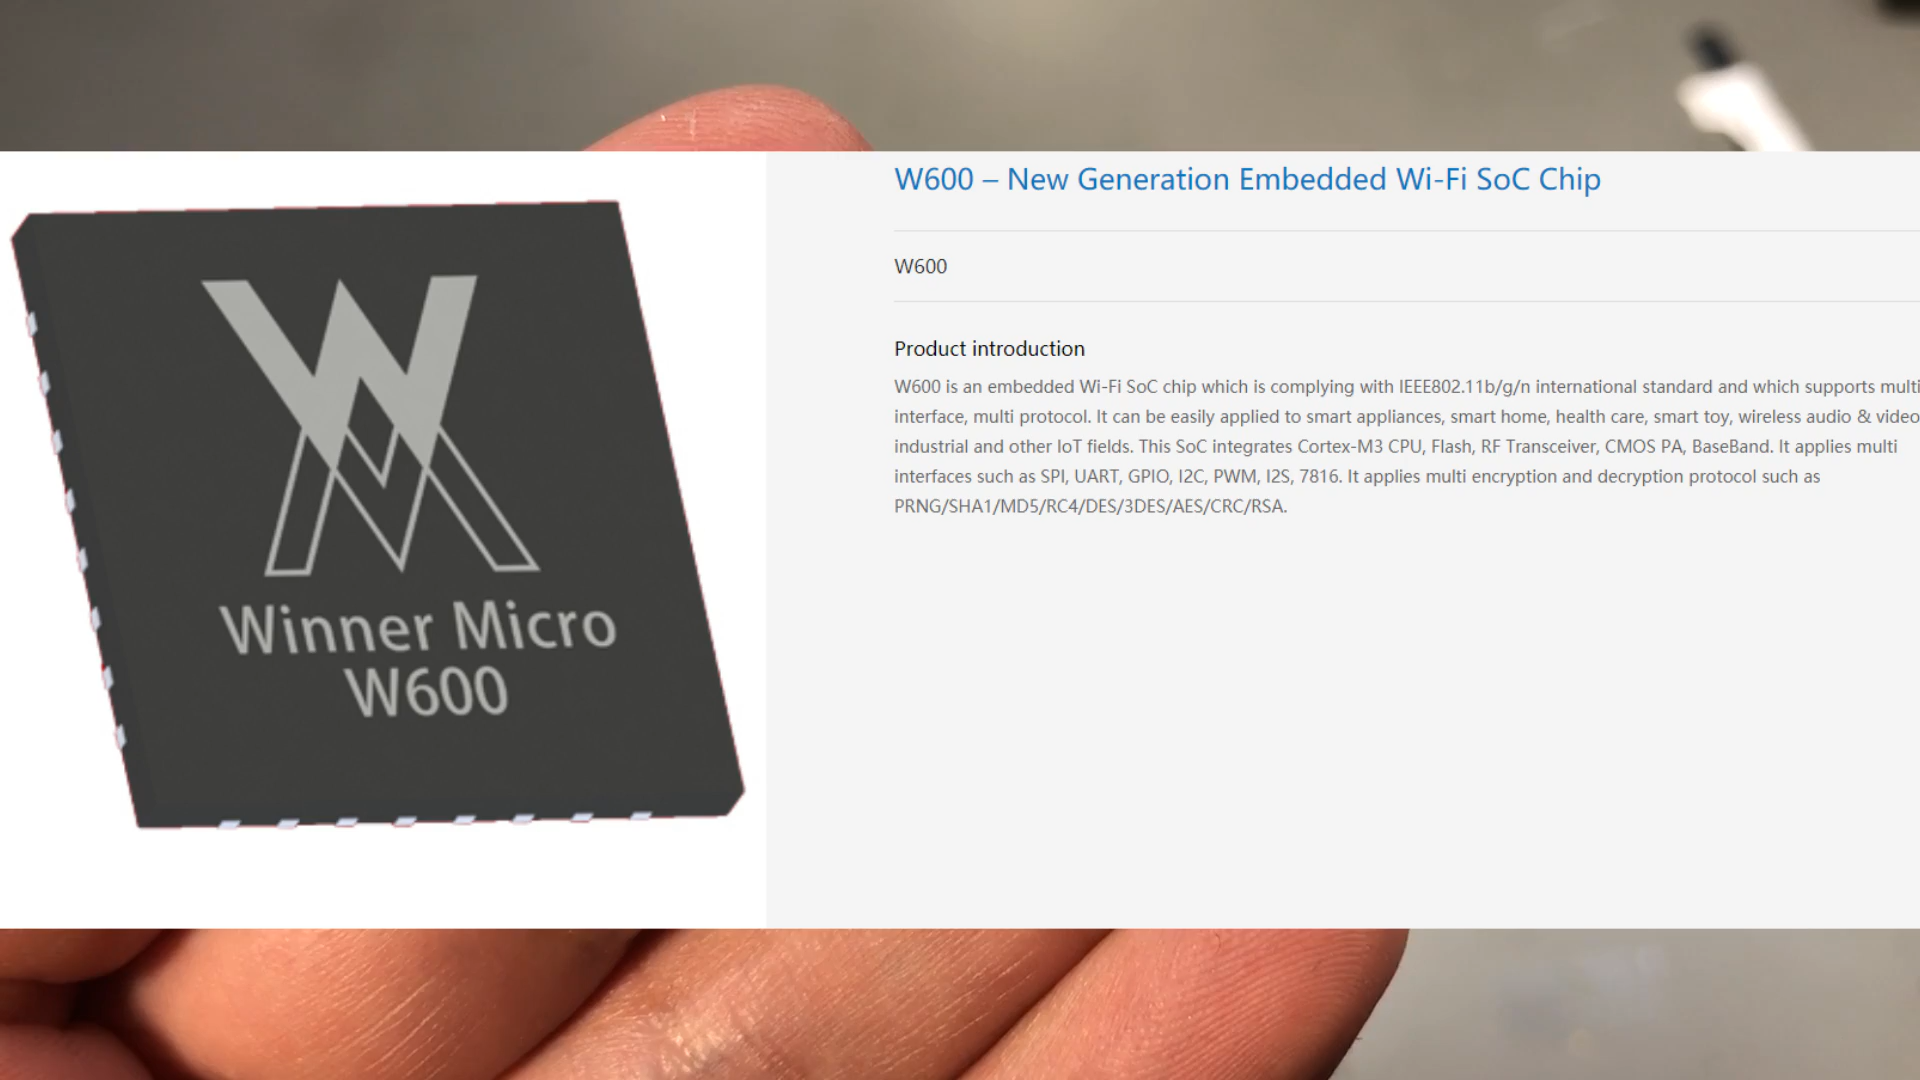 W600 – New Generation Embedded Wi-Fi SoC Chip
W600
Product introduction
W600 is an embedded Wi-Fi SoC chip which is complying with IEEE802.11b/g/n international standard and which supports multi
interface, multi protocol. It can be easily applied to smart appliances, smart home, health care, smart toy, wireless audio & video
industrial and other IoT fields. This SoC integrates Cortex-M3 CPU, Flash, RF Transceiver, CMOS PA, BaseBand. It applies multi
interfaces such as SPI, UART, GPIO, I2C, PWM, I2S, 7816. It applies multi encryption and decryption protocol such as
PRNG/SHA1/MD5/RC4/DES/3DES/AES/CRC/RSA.
Winner Micro
W600